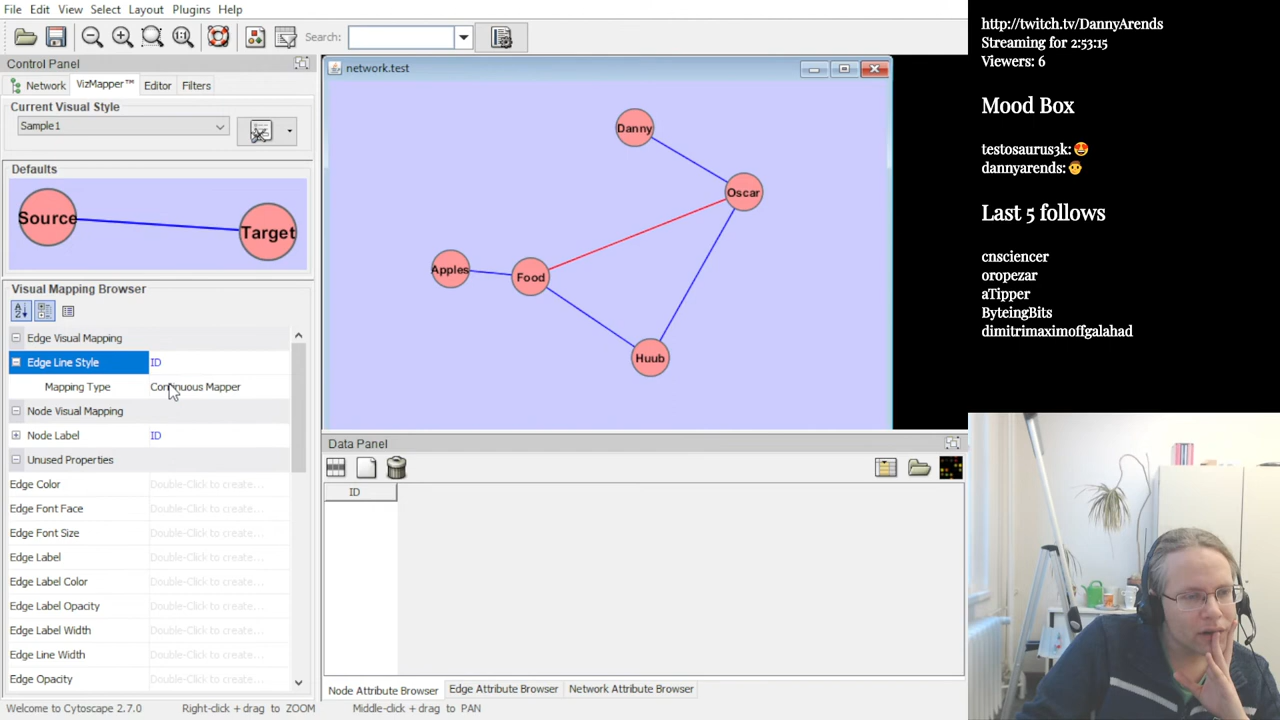 File Edit View Select Layout Plugins Help
Search:
Control Panel
Network VizMapper™ Editor Filters
Current Visual Style
Sample1
Defaults
Source
Target
Visual Mapping Browser
Edge Visual Mapping
Edge Line Style ID
Mapping Type Continuous Mapper
Node Visual Mapping
Node Label ID
Unused Properties
Edge Color Double-Click to create...
Edge Font Face Double-Click to create...
Edge Font Size Double-Click to create...
Edge Label Double-Click to create...
Edge Label Color Double-Click to create...
Edge Label Opacity Double-Click to create...
Edge Label Width Double-Click to create...
Edge Line Width Double-Click to create...
Edge Opacity Double-Click to create...
network.test
Danny
Oscar
Apples
Food
Huub
Data Panel
ID
Node Attribute Browser Edge Attribute Browser Network Attribute Browser
Welcome to Cytoscape 2.7.0 Right-click + drag to ZOOM Middle-click + drag to PAN
http://twitch.tv/DannyArends
Streaming for 2:53:15
Viewers: 6
Mood Box
testosaurus3k: 😍
dannyarends: 👨
Last 5 follows
cnsciencer
oropezar
aTipper
ByteingBits
dimitrimaximoffgalahad